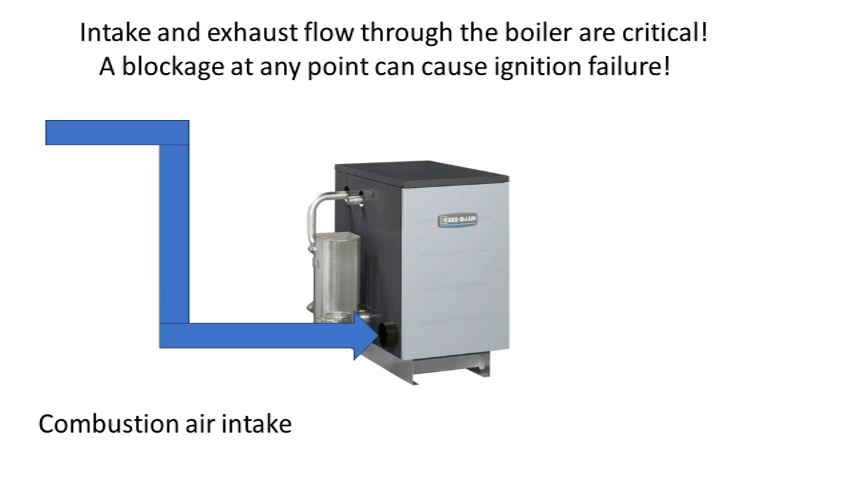 Intake and exhaust flow through the boiler are critical!
A blockage at any point can cause ignition failure!
Combustion air intake